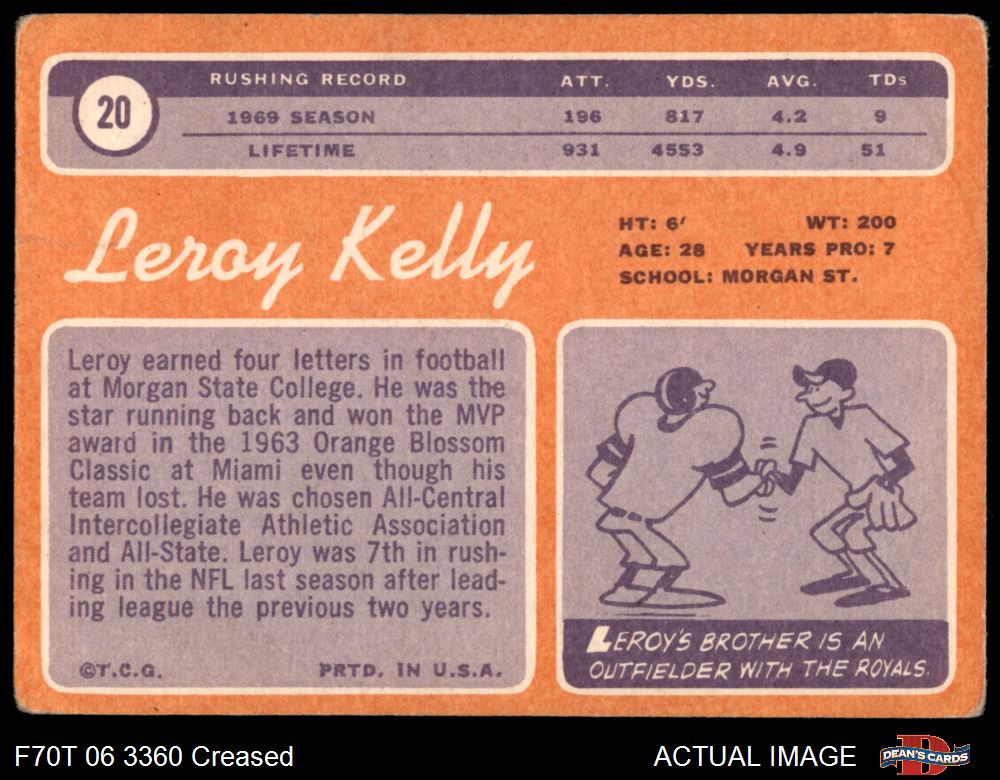 20
RUSHING RECORD ATT. YDS. AVG. TDs
1969 SEASON 196 817 4.2 9
LIFETIME 931 4553 4.9 51
Leroy Kelly
HT: 6' WT: 200
AGE: 28 YEARS PRO: 7
SCHOOL: MORGAN ST.
Leroy earned four letters in football
at Morgan State College. He was the
star running back and won the MVP
award in the 1963 Orange Blossom
Classic at Miami even though his
team lost. He was chosen All-Central
Intercollegiate Athletic Association
and All-State. Leroy was 7th in rush-
ing in the NFL last season after lead-
ing league the previous two years.
©T.C.G. PRTD. IN U.S.A.
LEROY'S BROTHER IS AN
OUTFIELDER WITH THE ROYALS.
F70T 06 3360 Creased
ACTUAL IMAGE
D
DEAN'S CARDS